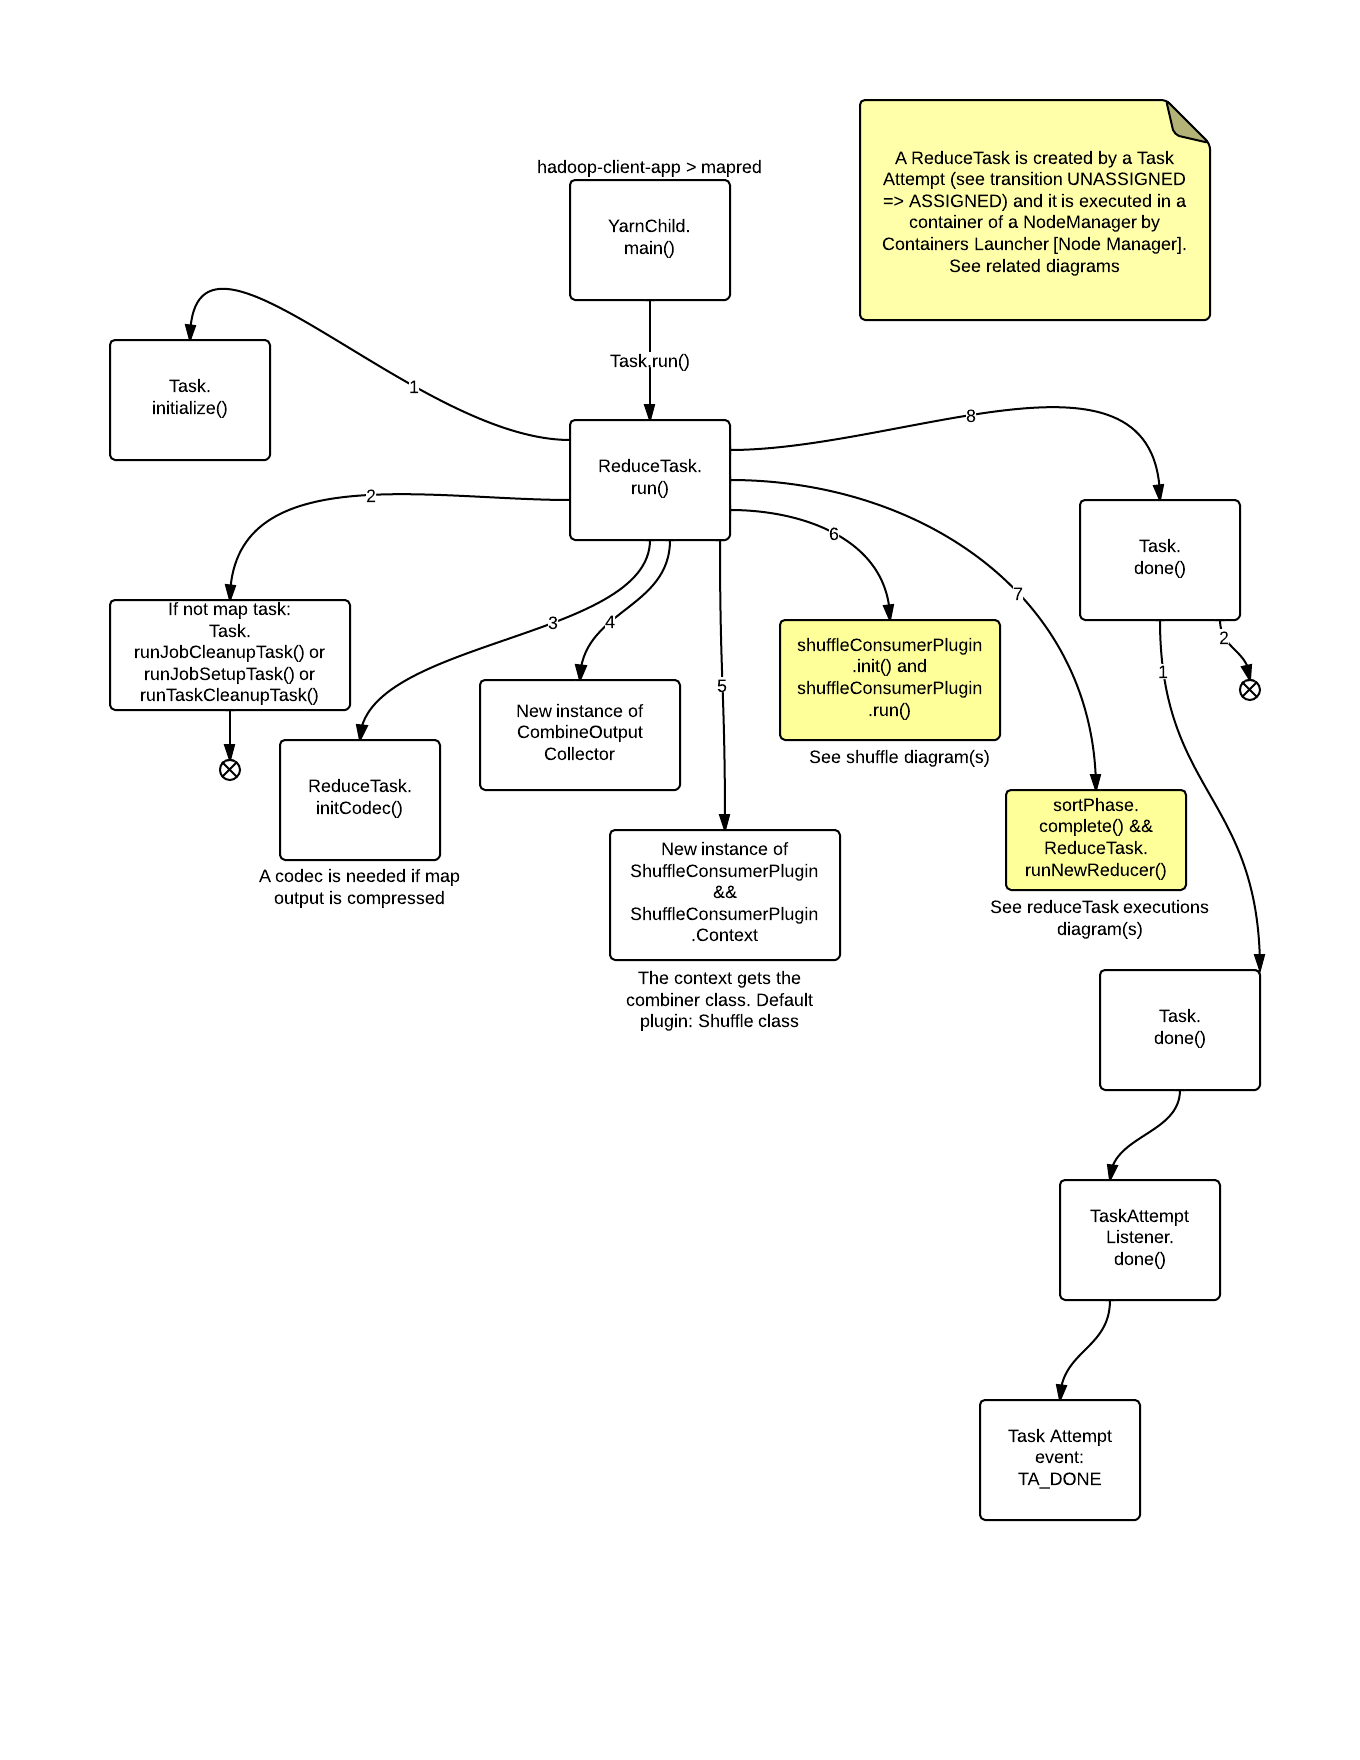 A ReduceTask is created by a Task
Attempt (see transition UNASSIGNED
=> ASSIGNED) and it is executed in a
container of a NodeManager by
Containers Launcher [Node Manager].
See related diagrams
hadoop-client-app > mapred
YarnChild.
main()
Task.run()
Task.
initialize()
1
ReduceTask.
run()
8
2
6
7
Task.
done()
If not map task:
Task.
runJobCleanupTask() or
runJobSetupTask() or
runTaskCleanupTask()
3
4
5
shuffleConsumerPlugin
.init() and
shuffleConsumerPlugin
.run()
See shuffle diagram(s)
2
1
New instance of
CombineOutput
Collector
ReduceTask.
initCodec()
A codec is needed if map
output is compressed
New instance of
ShuffleConsumerPlugin
&&
ShuffleConsumerPlugin
.Context
The context gets the
combiner class. Default
plugin: Shuffle class
sortPhase.
complete() &&
ReduceTask.
runNewReducer()
See reduceTask executions
diagram(s)
Task.
done()
TaskAttempt
Listener.
done()
Task Attempt
event:
TA_DONE